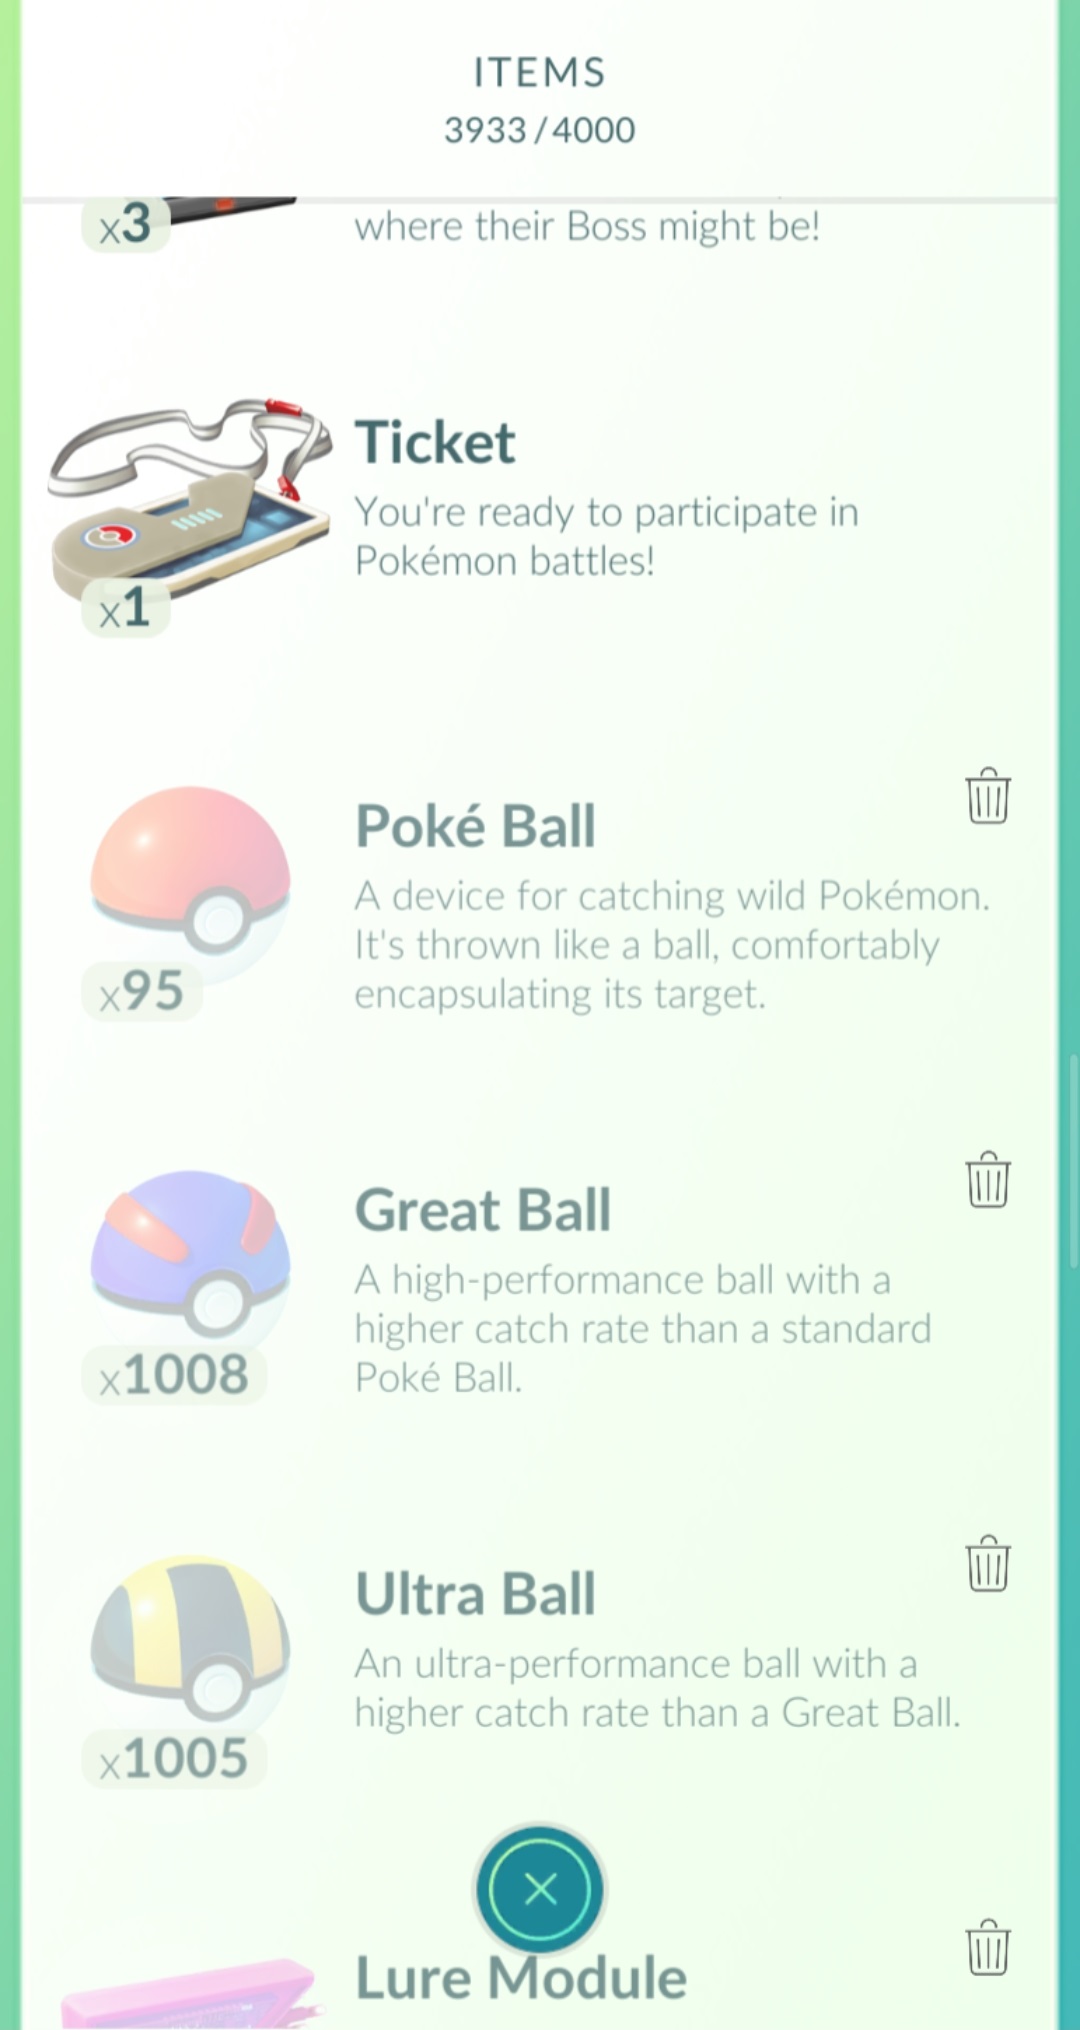 ITEMS
3933/4000
x3
where their Boss might be!
Ticket
You're ready to participate in
Pokémon battles!
x1
Poké Ball
A device for catching wild Pokémon.
It's thrown like a ball, comfortably
encapsulating its target.
x95
Great Ball
A high-performance ball with a
higher catch rate than a standard
Poké Ball.
x1008
Ultra Ball
An ultra-performance ball with a
higher catch rate than a Great Ball.
x1005
Lure Module